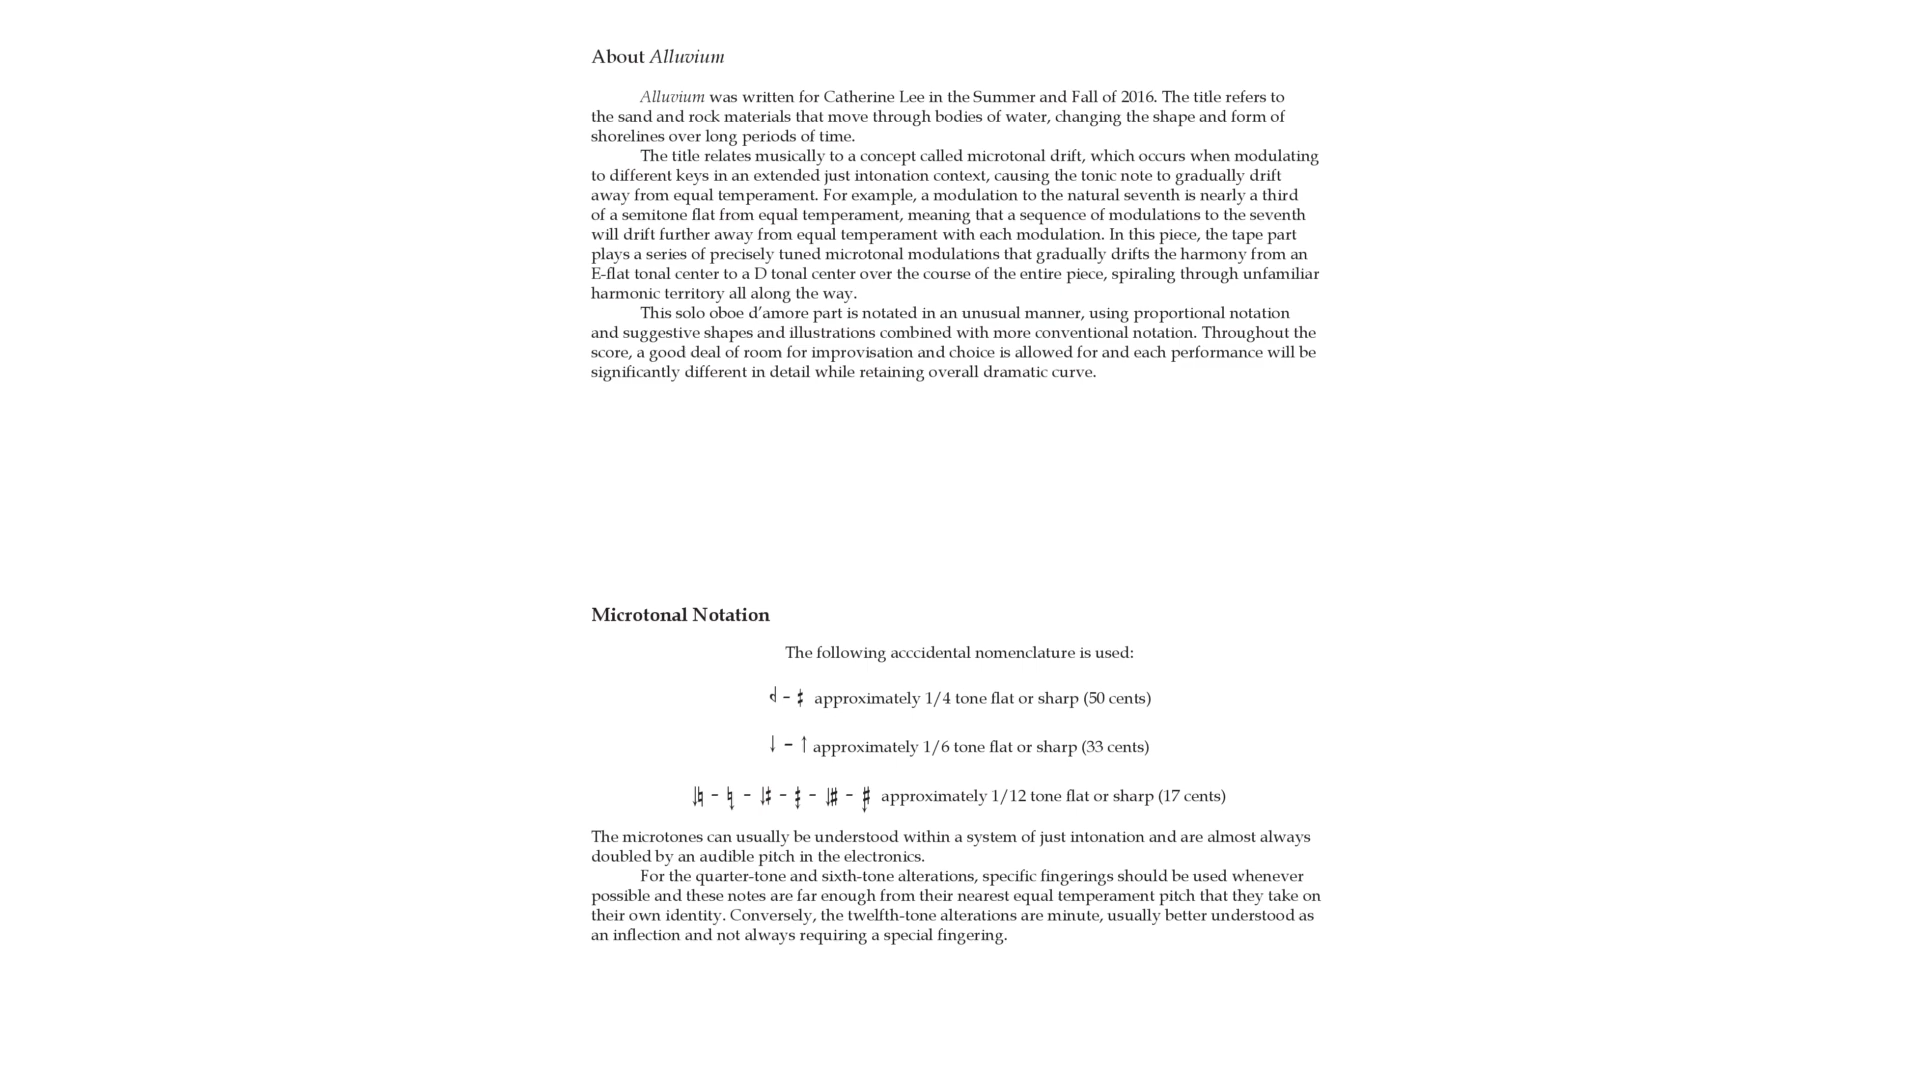 About Alluvium
Alluvium was written for Catherine Lee in the Summer and Fall of 2016. The title refers to
the sand and rock materials that move through bodies of water, changing the shape and form of
shorelines over long periods of time.
The title relates musically to a concept called microtonal drift, which occurs when modulating
to different keys in an extended just intonation context, causing the tonic note to gradually drift
away from equal temperament. For example, a modulation to the natural seventh is nearly a third
of a semitone flat from equal temperament, meaning that a sequence of modulations to the seventh
will drift further away from equal temperament with each modulation. In this piece, the tape part
plays a series of precisely tuned microtonal modulations that gradually drifts the harmony from an
E-flat tonal center to a D tonal center over the course of the entire piece, spiraling through unfamiliar
harmonic territory all along the way.
This solo oboe d’amore part is notated in an unusual manner, using proportional notation
and suggestive shapes and illustrations combined with more conventional notation. Throughout the
score, a good deal of room for improvisation and choice is allowed for and each performance will be
significantly different in detail while retaining overall dramatic curve.
Microtonal Notation
The following acccidental nomenclature is used:
approximately 1/4 tone flat or sharp (50 cents)
↓ – ↑ approximately 1/6 tone flat or sharp (33 cents)
approximately 1/12 tone flat or sharp (17 cents)
The microtones can usually be understood within a system of just intonation and are almost always
doubled by an audible pitch in the electronics.
For the quarter-tone and sixth-tone alterations, specific fingerings should be used whenever
possible and these notes are far enough from their nearest equal temperament pitch that they take on
their own identity. Conversely, the twelfth-tone alterations are minute, usually better understood as
an inflection and not always requiring a special fingering.